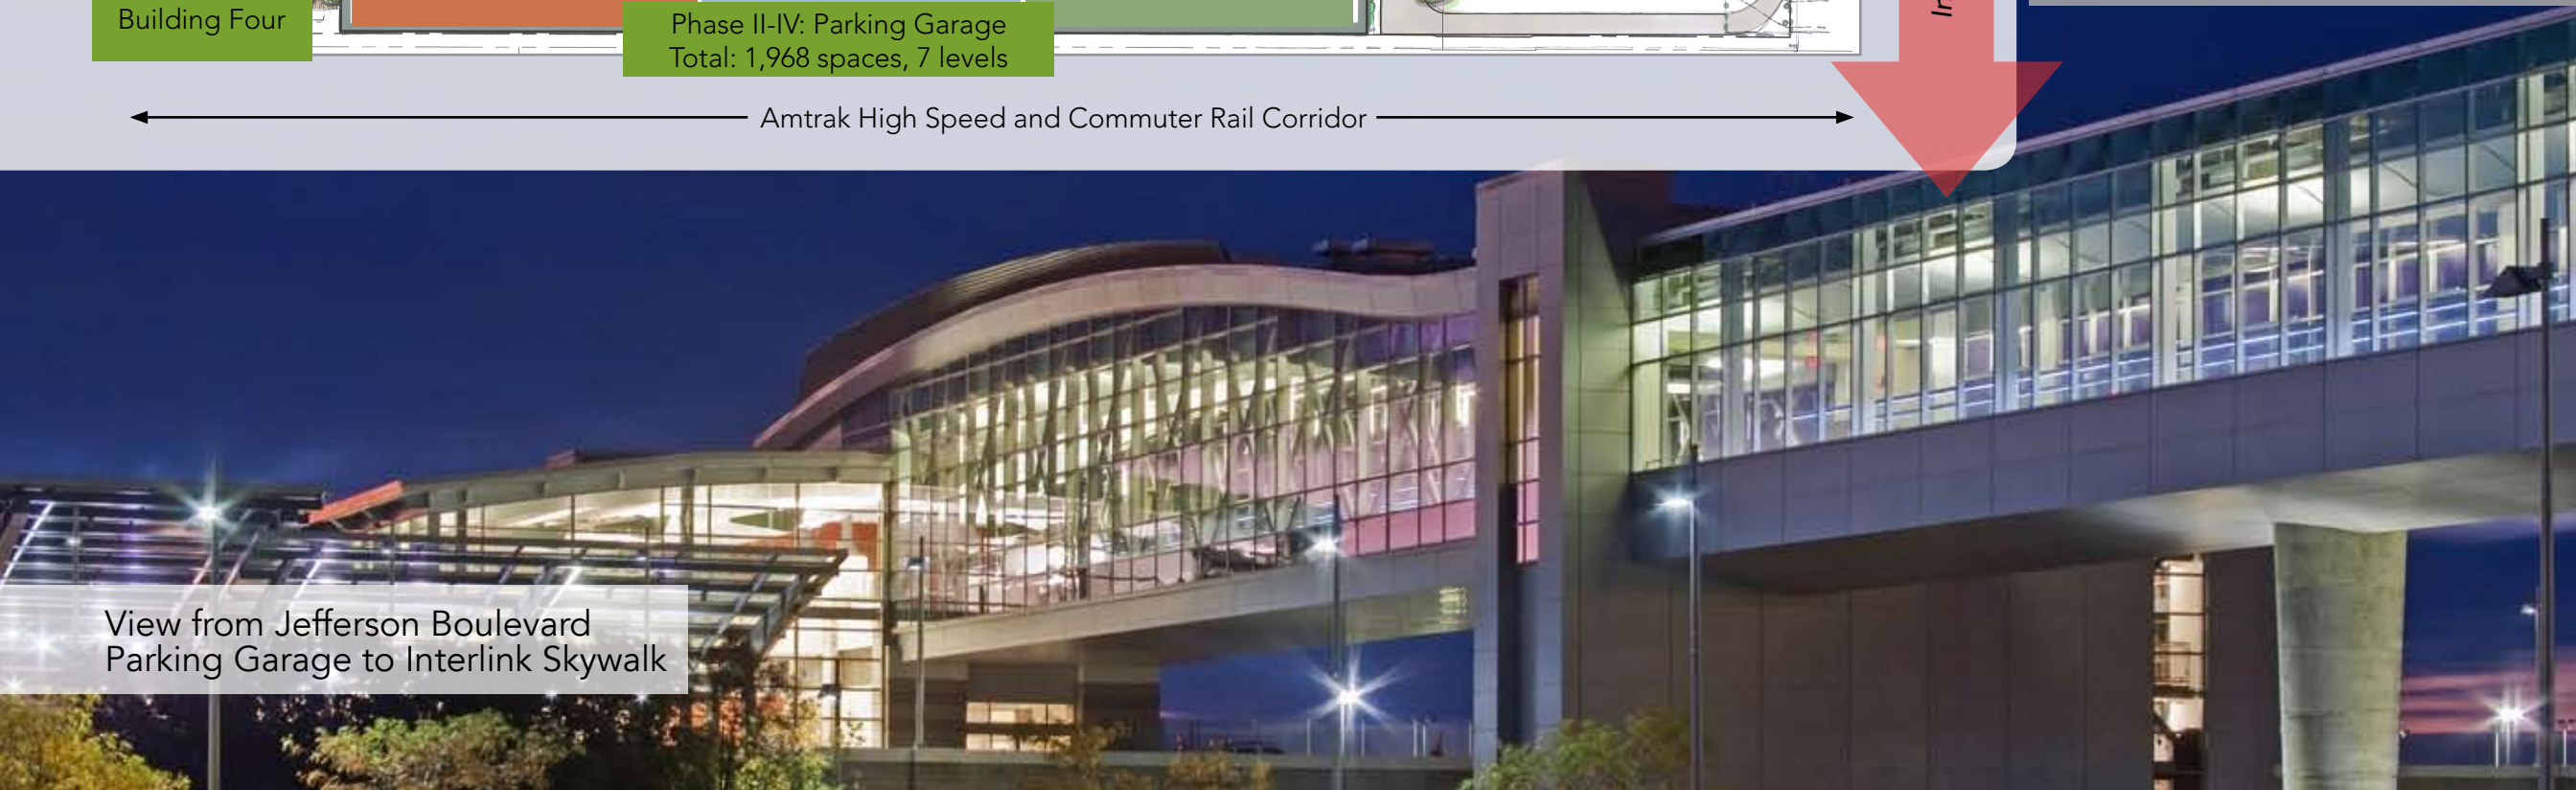 Building Four
Phase II-IV: Parking Garage
Total: 1,968 spaces, 7 levels
Amtrak High Speed and Commuter Rail Corridor
View from Jefferson Boulevard
Parking Garage to Interlink Skywalk